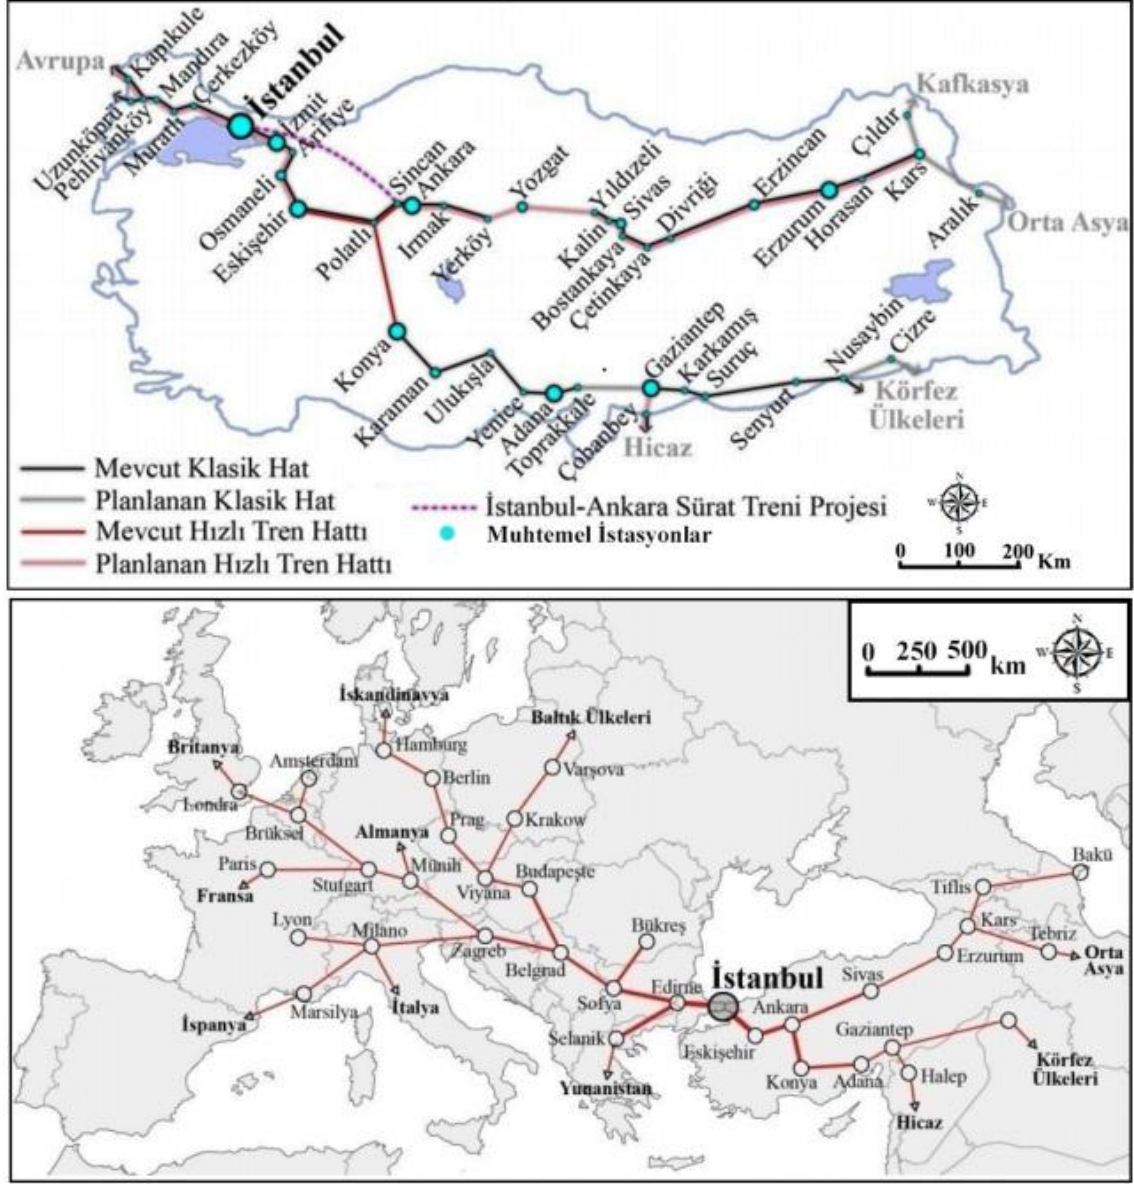 Avrupa
Kapıkule
Mandıra
Çerkezköy
İstanbul
İzmit
Arifiye
Uzunköprü
Pehlivanköy
Muratlı
Osmaneli
Eskişehir
Polatlı
Sincan
Ankara
Irmak
Yerköy
Yozgat
Yıldızeli
Sivas
Kalin
Bostankaya
Çetinkaya
Divriği
Erzincan
Erzurum
Horasan
Çıldır
Kars
Kafkasya
Aralık
Orta Asya
Konya
Karaman
Ulukışla
Yenice
Adana
Toprakkale
Gaziantep
Karkamış
Suruç
Çobanbey
Hicaz
Senyurt
Nusaybin
Cizre
Körfez
Ülkeleri
Mevcut Klasik Hat
Planlanan Klasik Hat
Mevcut Hızlı Tren Hattı
Planlanan Hızlı Tren Hattı
İstanbul-Ankara Sürat Treni Projesi
Muhtemel İstasyonlar
N
W E
S
0 100 200 Km
0 250 500 km
N
W E
S
İskandinavya
Baltık Ülkeleri
Britanya
Amsterdam
Hamburg
Berlin
Varşova
Londra
Brüksel
Almanya
Prag
Krakow
Paris
Fransa
Stutgart
Münih
Viyana
Budapeşte
Bakü
Tiflis
Lyon
Milano
Zagreb
Belgrad
Bükreş
Kars
Tebriz
Orta
Asya
Erzurum
İspanya
Marsilya
İtalya
Sofya
Edirne
İstanbul
Ankara
Sivas
Selanik
Eskişehir
Gaziantep
Yunanistan
Konya
Adana
Halep
Körfez
Ülkeleri
Hicaz